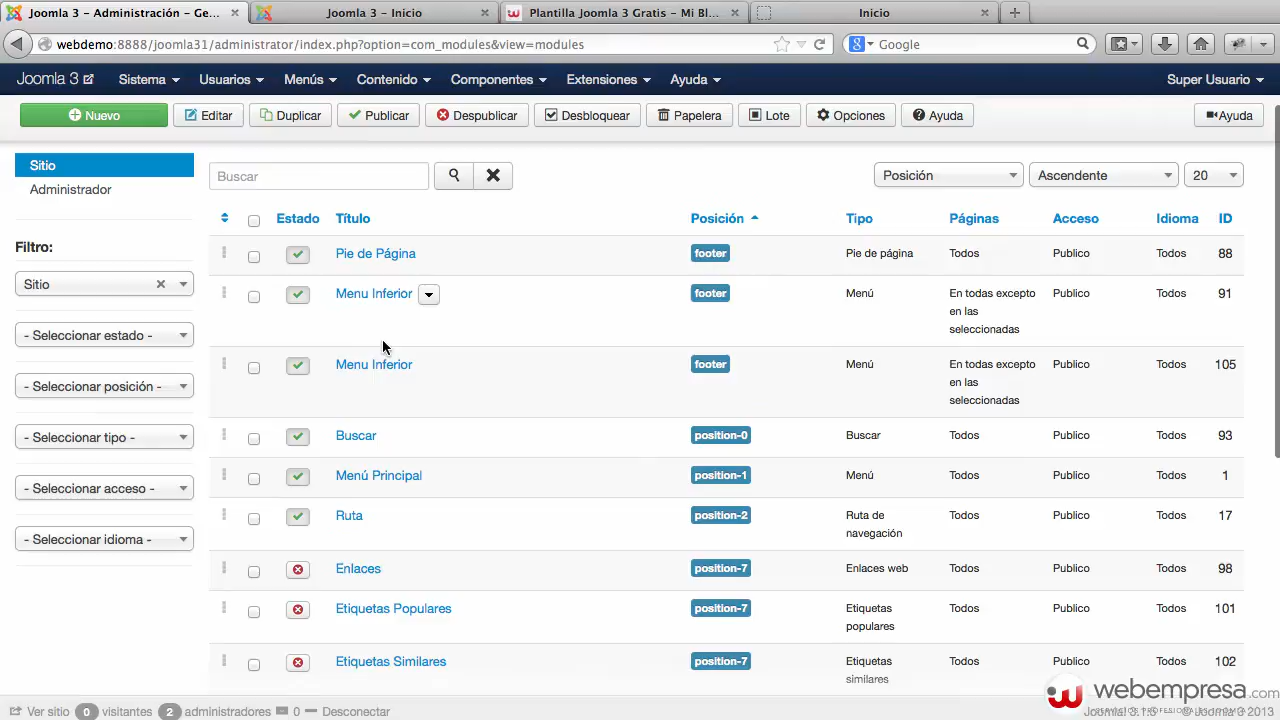 Joomla 3 - Administración - Ge...
Joomla 3 - Inicio
Plantilla Joomla 3 Gratis - Mi Bl...
Inicio
webdemo:8888/joomla31/administrator/index.php?option=com_modules&view=modules
Google
Joomla 3 Sistema Usuarios Menús Contenido Componentes Extensiones Ayuda Super Usuario
Nuevo Editar Duplicar Publicar Despublicar Desbloquear Papelera Lote Opciones Ayuda Ayuda
Sitio
Administrador
Filtro:
Sitio
- Seleccionar estado -
- Seleccionar posición -
- Seleccionar tipo -
- Seleccionar acceso -
- Seleccionar idioma -
Buscar Posición Ascendente 20
Estado Título Posición Tipo Páginas Acceso Idioma ID
Pie de Página footer Pie de página Todos Publico Todos 88
Menu Inferior footer Menú En todas excepto Publico Todos 91
en las
seleccionadas
Menu Inferior footer Menú En todas excepto Publico Todos 105
en las
seleccionadas
Buscar position-0 Buscar Todos Publico Todos 93
Menú Principal position-1 Menú Todos Publico Todos 1
Ruta position-2 Ruta de Todos Publico Todos 17
navegación
Enlaces position-7 Enlaces web Todos Publico Todos 98
Etiquetas Populares position-7 Etiquetas Todos Publico Todos 101
populares
Etiquetas Similares position-7 Etiquetas Todos Publico Todos 102
similares
webempresa.com
Ver sitio 0 visitantes 2 administradores 0 Desconectar Joomla! 3.1.5 — © Joomla 3 2013